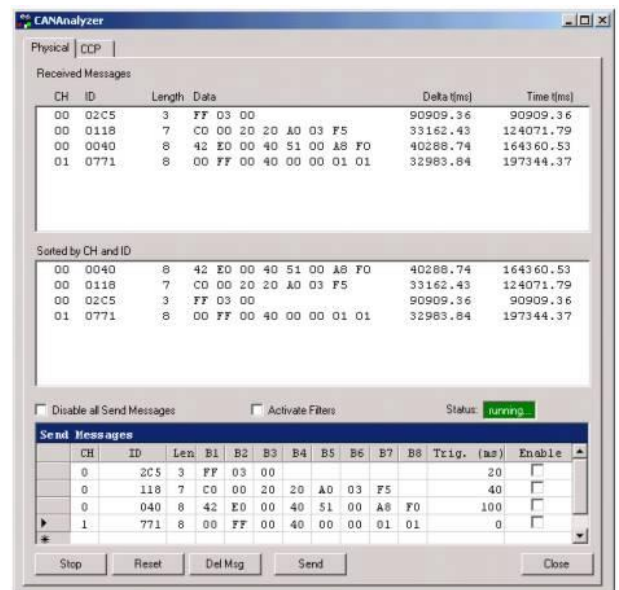 CANAnalyzer
Physical CCP
Received Messages
CH ID Length Data Delta t(ms) Time t(ms)
00 02C5 3 FF 03 00 90909.36 90909.36
00 0118 7 C0 00 20 20 A0 03 F5 33162.43 124071.79
00 0040 8 42 E0 00 40 51 00 A8 F0 40288.74 164360.53
01 0771 8 00 FF 00 40 00 00 01 01 32983.84 197344.37
Sorted by CH and ID
00 0040 8 42 E0 00 40 51 00 A8 F0 40288.74 164360.53
00 0118 7 C0 00 20 20 A0 03 F5 33162.43 124071.79
00 02C5 3 FF 03 00 90909.36 90909.36
01 0771 8 00 FF 00 40 00 00 01 01 32983.84 197344.37
Disable all Send Messages Activate Filters Status: running...
Send Messages
CH ID Len B1 B2 B3 B4 B5 B6 B7 B8 Trig. (ms) Enable
0 2C5 3 FF 03 00 20
0 118 7 C0 00 20 20 A0 03 F5 40
0 040 8 42 E0 00 40 51 00 A8 F0 100
1 771 8 00 FF 00 40 00 00 01 01 0
Stop Reset Del Msg Send Close